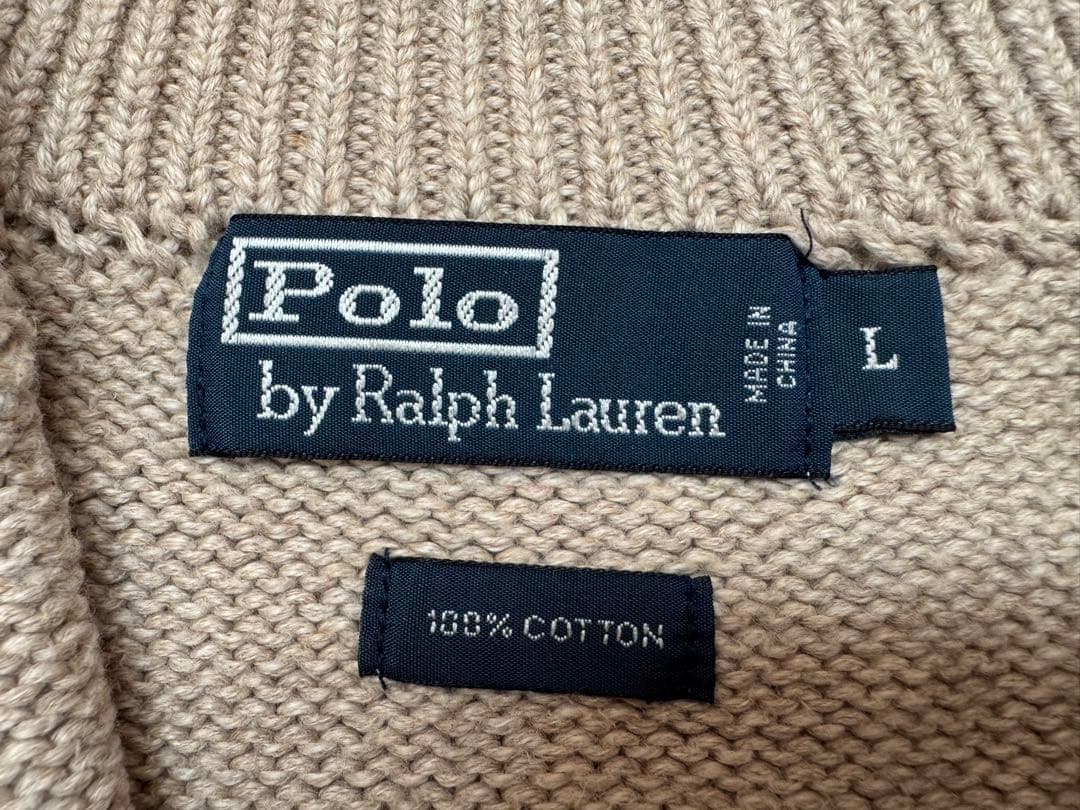 Polo
by Ralph Lauren
MADE IN
CHINA
L
100% COTTON